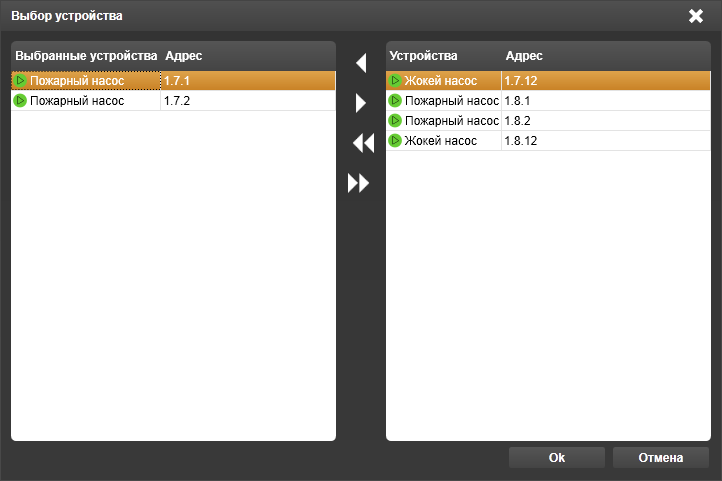 Выбор устройства
Выбранные устройства Адрес
Пожарный насос 1.7.1
Пожарный насос 1.7.2
Устройства Адрес
Жокей насос 1.7.12
Пожарный насос 1.8.1
Пожарный насос 1.8.2
Жокей насос 1.8.12
Ok Отмена